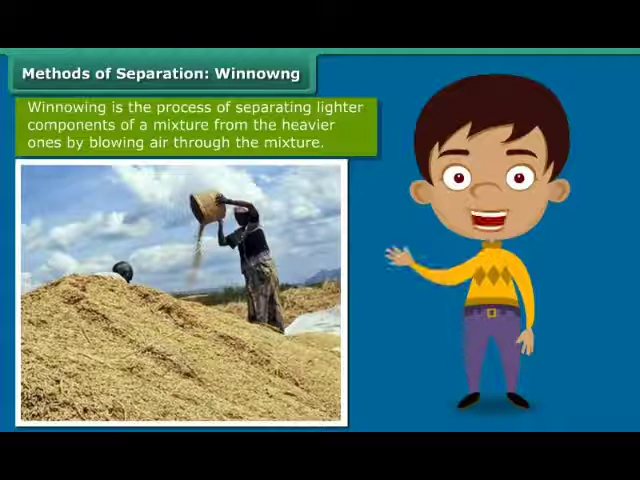 Methods of Separation: Winnowng
Winnowing is the process of separating lighter
components of a mixture from the heavier
ones by blowing air through the mixture.